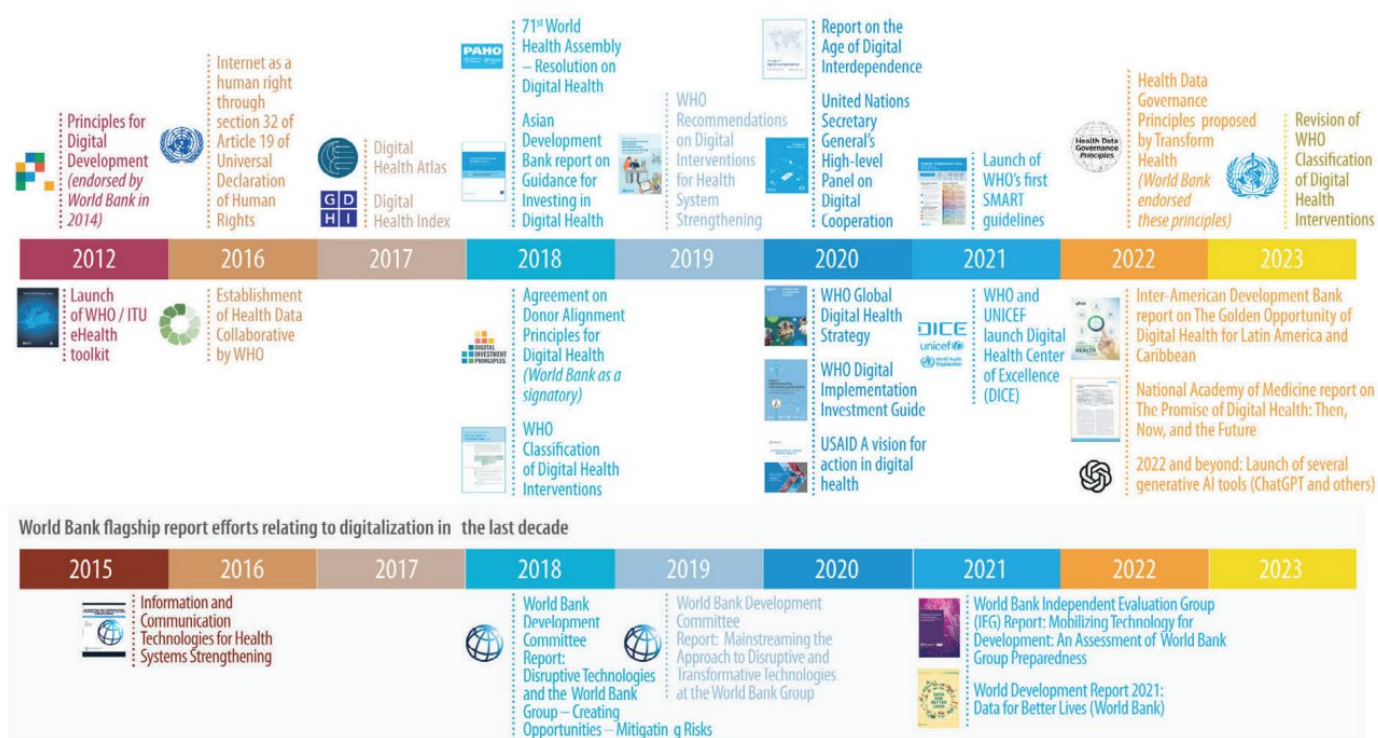 Principles for
Digital
Development
(endorsed by
World Bank in
2014)
Internet as a
human right
through
section 32 of
Article 19 of
Universal
Declaration
of Human
Rights
Digital
Health Atlas
GD
HI
Digital
Health Index
PAHO
71st World
Health Assembly
– Resolution on
Digital Health
Asian
Development
Bank report on
Guidance for
Investing in
Digital Health
WHO
Recommendations
on Digital
Interventions
for Health
System
Strengthening
Report on the
Age of Digital
Interdependence
United Nations
Secretary
General's
High-level
Panel on
Digital
Cooperation
Launch of
WHO's first
SMART
guidelines
Health Data
Governance
Principles
Health Data
Governance
Principles proposed
by Transform
Health
(World Bank
endorsed
these principles)
Revision of
WHO
Classification
of Digital
Health
Interventions
2012
2016
2017
2018
2019
2020
2021
2022
2023
Launch
of WHO / ITU
eHealth
toolkit
Establishment
of Health Data
Collaborative
by WHO
DIGITAL
INVESTMENT
PRINCIPLES
Agreement on
Donor Alignment
Principles for
Digital Health
(World Bank as a
signatory)
WHO
Classification
of Digital Health
Interventions
WHO Global
Digital Health
Strategy
WHO Digital
Implementation
Investment Guide
USAID A vision for
action in digital
health
DICE
unicef
World Health
Organization
WHO and
UNICEF
launch Digital
Health Center
of Excellence
(DICE)
Inter-American Development Bank
report on The Golden Opportunity of
Digital Health for Latin America and
Caribbean
National Academy of Medicine report on
The Promise of Digital Health: Then,
Now, and the Future
2022 and beyond: Launch of several
generative AI tools (ChatGPT and others)
World Bank flagship report efforts relating to digitalization in the last decade
2015
2016
2017
2018
2019
2020
2021
2022
2023
Information and
Communication
Technologies for Health
Systems Strengthening
World Bank
Development
Committee
Report:
Disruptive Technologies
and the World Bank
Group – Creating
Opportunities – Mitigatin g Risks
World Bank Development
Committee
Report: Mainstreaming the
Approach to Disruptive and
Transformative Technologies
at the World Bank Group
World Bank Independent Evaluation Group
(IFG) Report: Mobilizing Technology for
Development: An Assessment of World Bank
Group Preparedness
World Development Report 2021:
Data for Better Lives (World Bank)